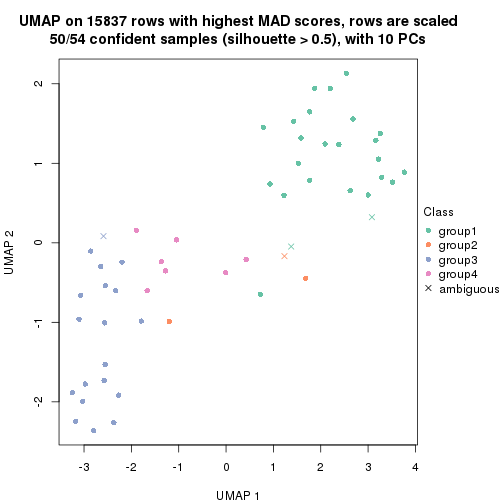 UMAP on 15837 rows with highest MAD scores, rows are scaled
50/54 confident samples (silhouette > 0.5), with 10 PCs
2
1
0
-1
-2
UMAP 2
-3
-2
-1
0
1
2
3
4
UMAP 1
Class
group1
group2
group3
group4
ambiguous